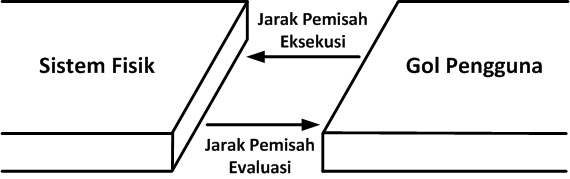 Jarak Pemisah
Eksekusi
Sistem Fisik
Gol Pengguna
Jarak Pemisah
Evaluasi